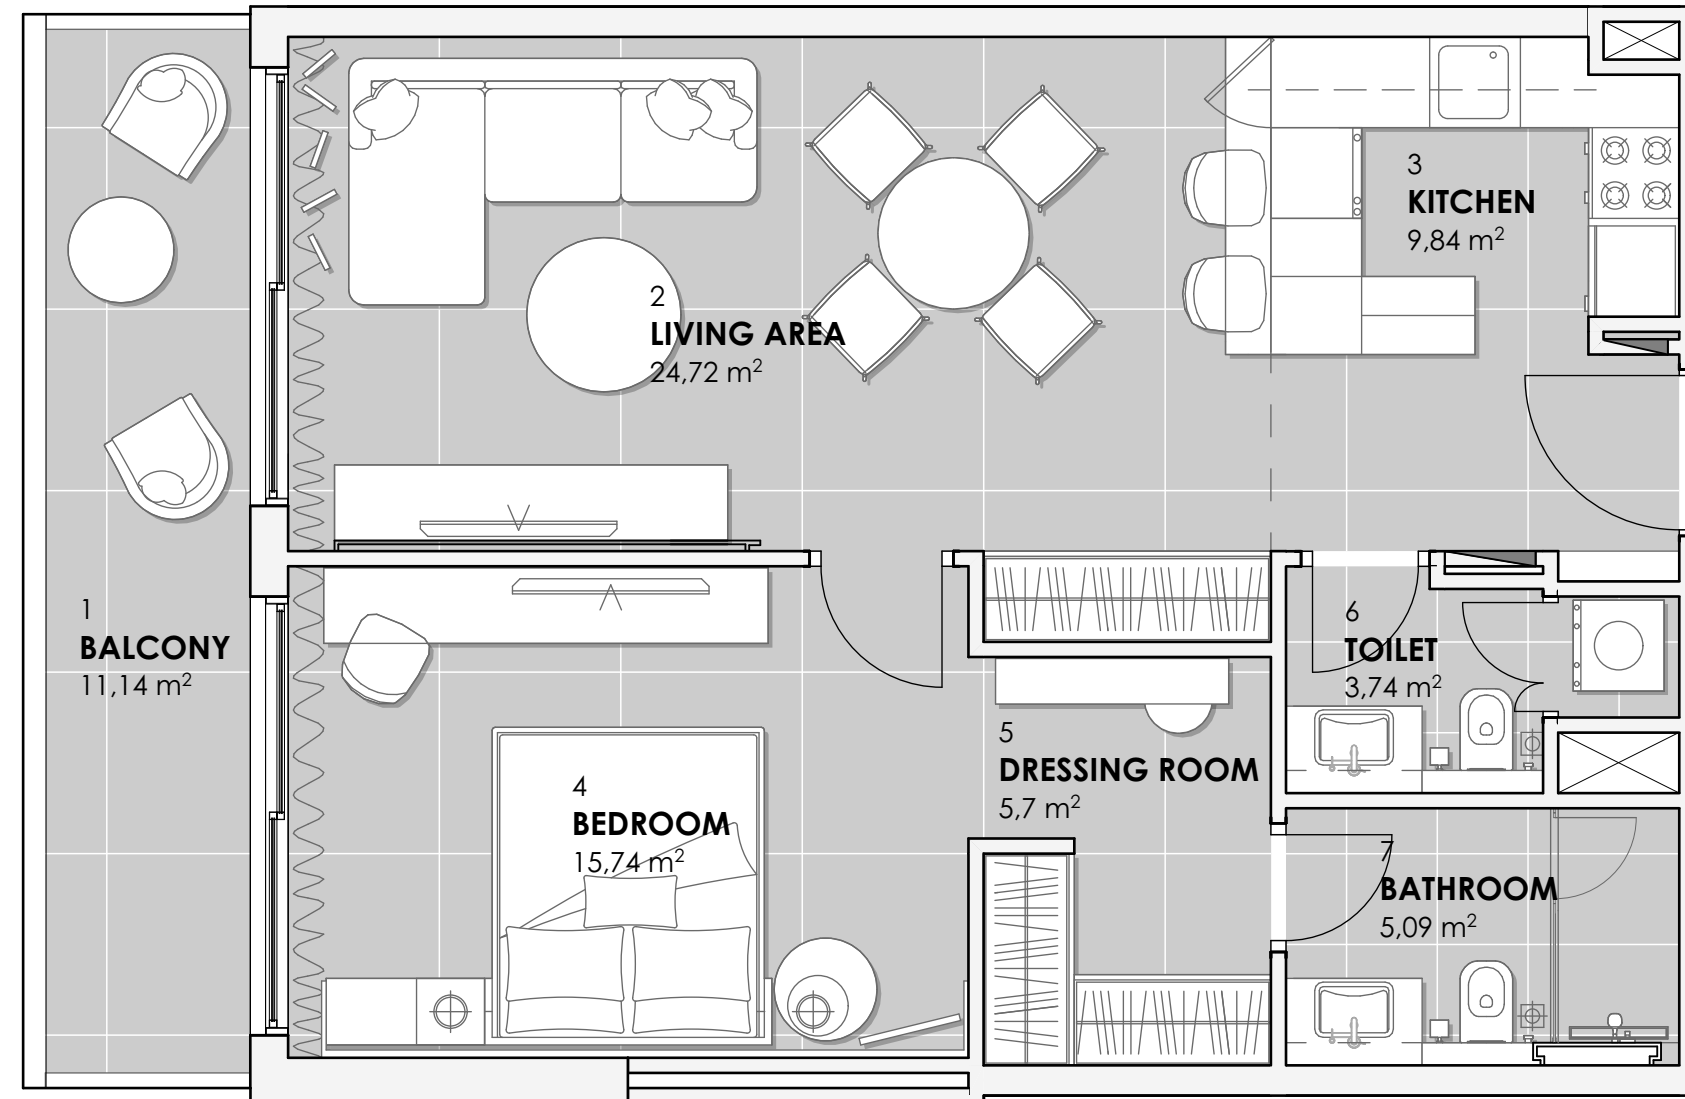 3
KITCHEN
9,84 m²
2
LIVING AREA
24,72 m²
1
BALCONY
11,14 m²
6
TOILET
3,74 m²
5
DRESSING ROOM
5,7 m²
4
BEDROOM
15,74 m²
7
BATHROOM
5,09 m²